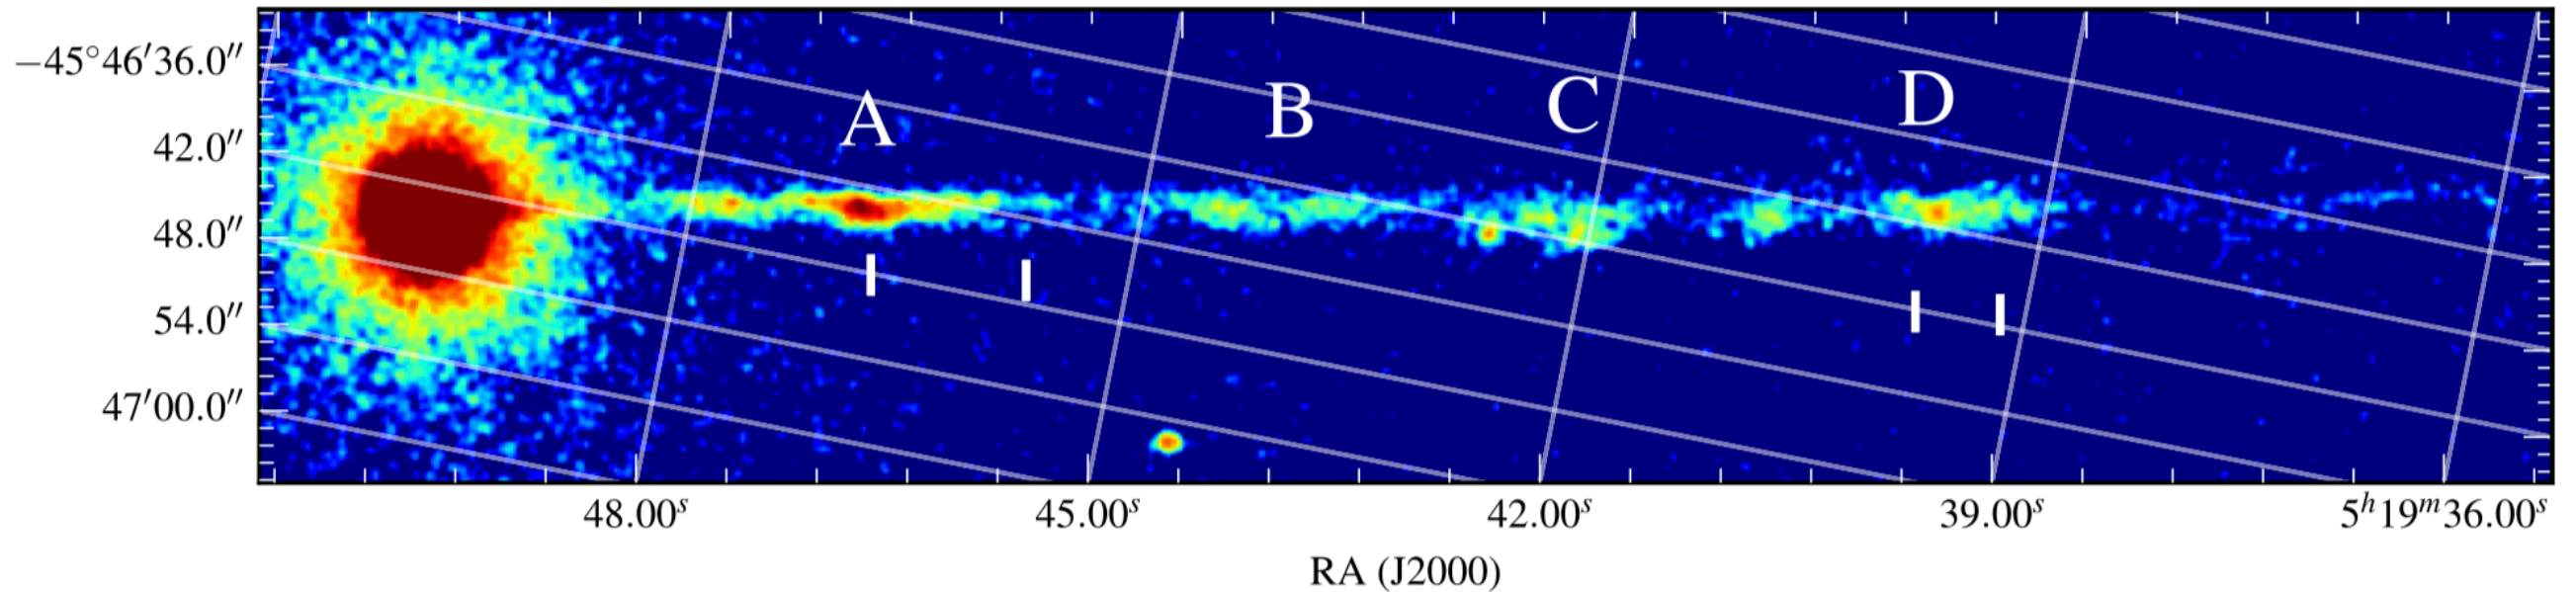 −45°46′36.0″
A
B
C
D
42.0″
48.0″
54.0″
47′00.0″
48.00ˢ
45.00ˢ
42.00ˢ
39.00ˢ
5ʰ19ᵐ36.00ˢ
RA (J2000)